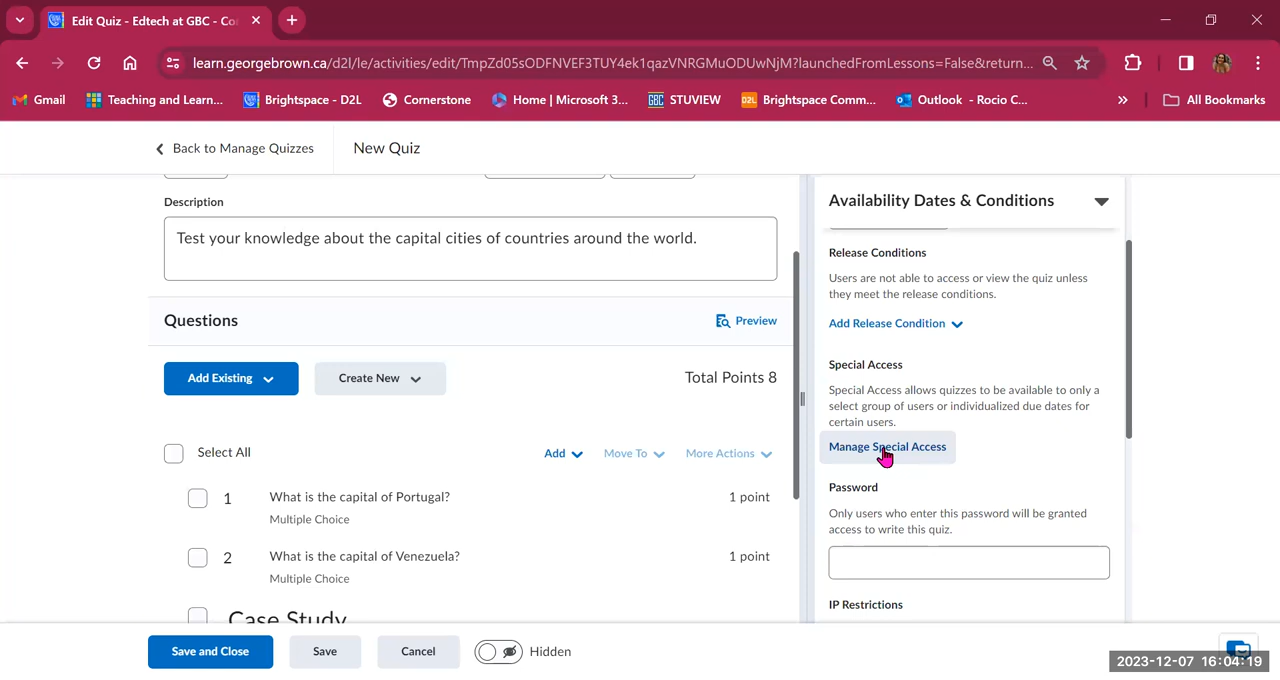 Edit Quiz - Edtech at GBC - Co
learn.georgebrown.ca/d2l/le/activities/edit/TmpZd05sODFNVEF3TUY4ek1qazVNRGMuODUwNjM?launchedFromLessons=False&return...
Gmail
Teaching and Learn...
Brightspace - D2L
Cornerstone
Home | Microsoft 3...
GBC
STUVIEW
D2L
Brightspace Comm...
Outlook - Rocio C...
All Bookmarks
Back to Manage Quizzes
New Quiz
Description
Test your knowledge about the capital cities of countries around the world.
Questions
Preview
Add Existing
Create New
Total Points 8
Select All
Add
Move To
More Actions
1
What is the capital of Portugal?
1 point
Multiple Choice
2
What is the capital of Venezuela?
1 point
Multiple Choice
Case Study
Availability Dates & Conditions
Release Conditions
Users are not able to access or view the quiz unless
they meet the release conditions.
Add Release Condition
Special Access
Special Access allows quizzes to be available to only a
select group of users or individualized due dates for
certain users.
Manage Special Access
Password
Only users who enter this password will be granted
access to write this quiz.
IP Restrictions
Save and Close
Save
Cancel
Hidden
2023-12-07 16:04:19